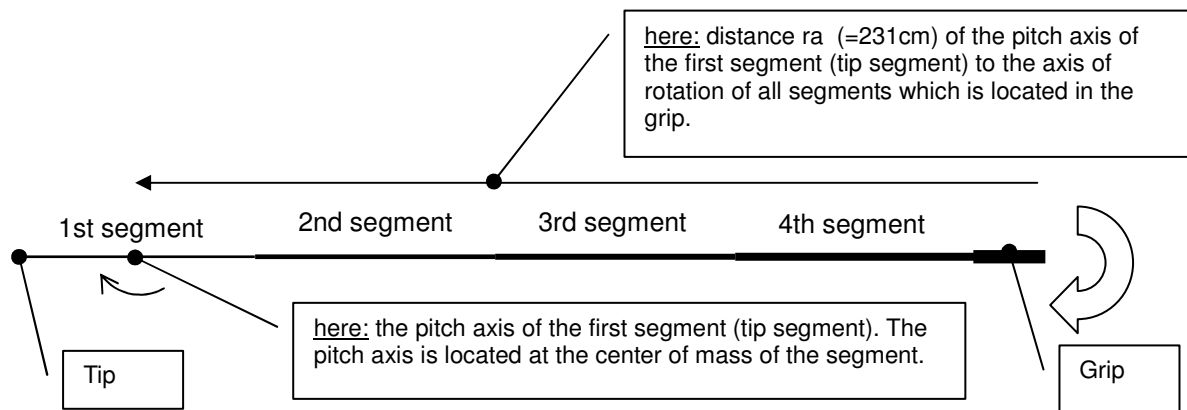 here: distance ra  (=231cm) of the pitch axis of
the first segment (tip segment) to the axis of
rotation of all segments which is located in the
grip.
1st segment
2nd segment
3rd segment
4th segment
here: the pitch axis of the first segment (tip segment). The
pitch axis is located at the center of mass of the segment.
Tip
Grip